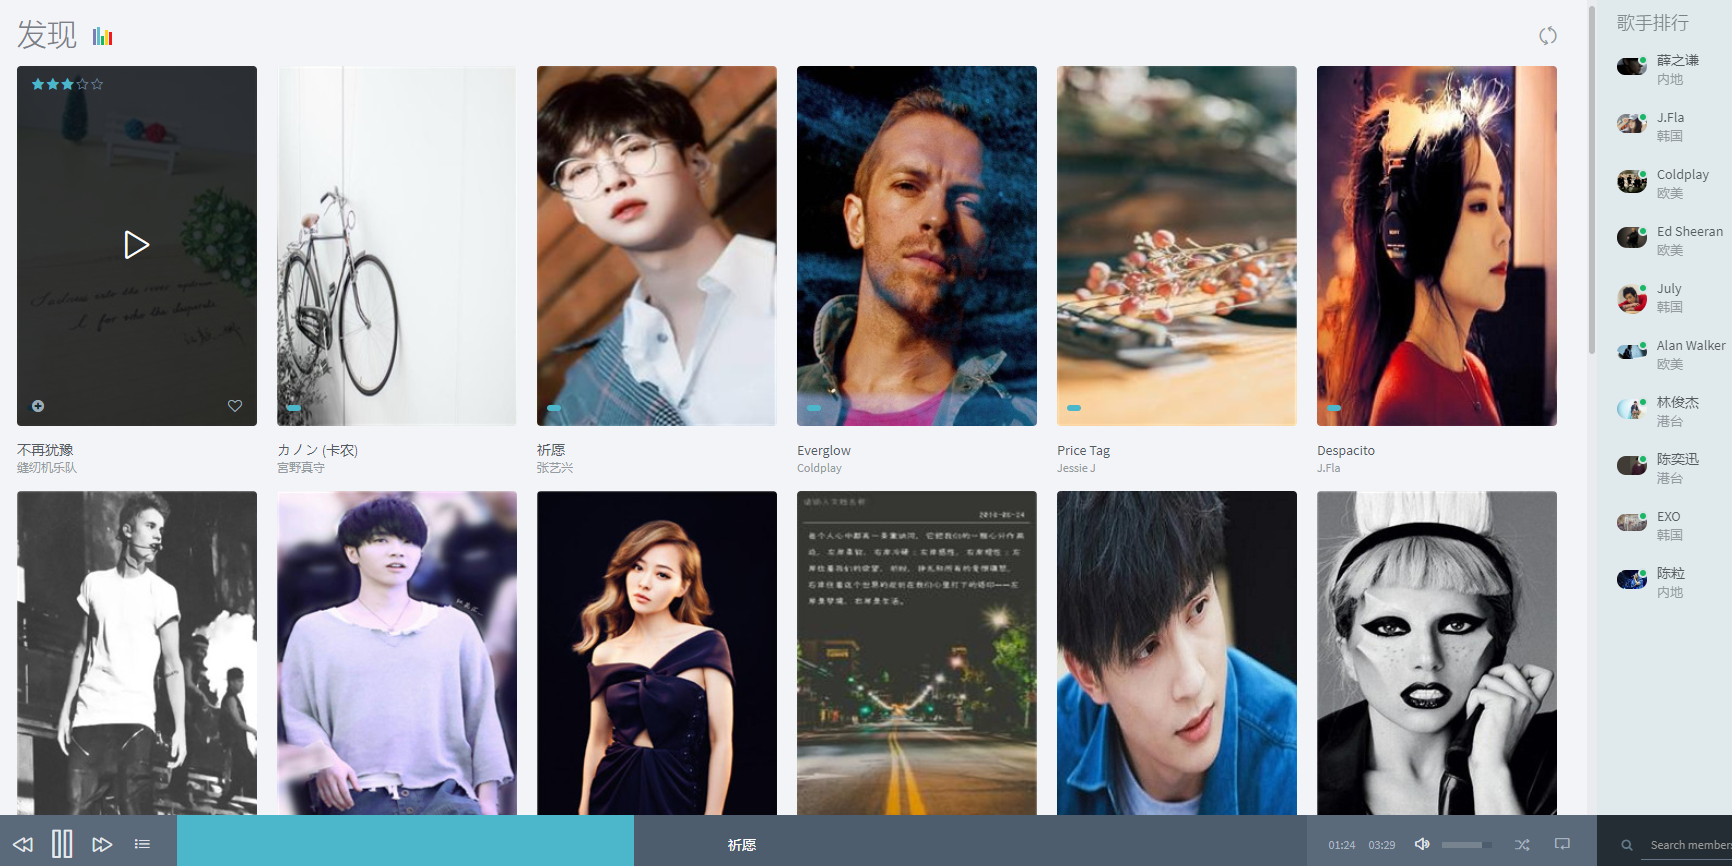 发现
不再犹豫
缝纫机乐队
カノン (卡农)
宮野真守
祈愿
张艺兴
Everglow
Coldplay
Price Tag
Jessie J
Despacito
J.Fla
2016-06-24
歌手排行
薛之谦
内地
J.Fla
韩国
Coldplay
欧美
Ed Sheeran
欧美
July
韩国
Alan Walker
欧美
林俊杰
港台
陈奕迅
港台
EXO
韩国
陈粒
内地
祈愿
01:24 03:29
Search member